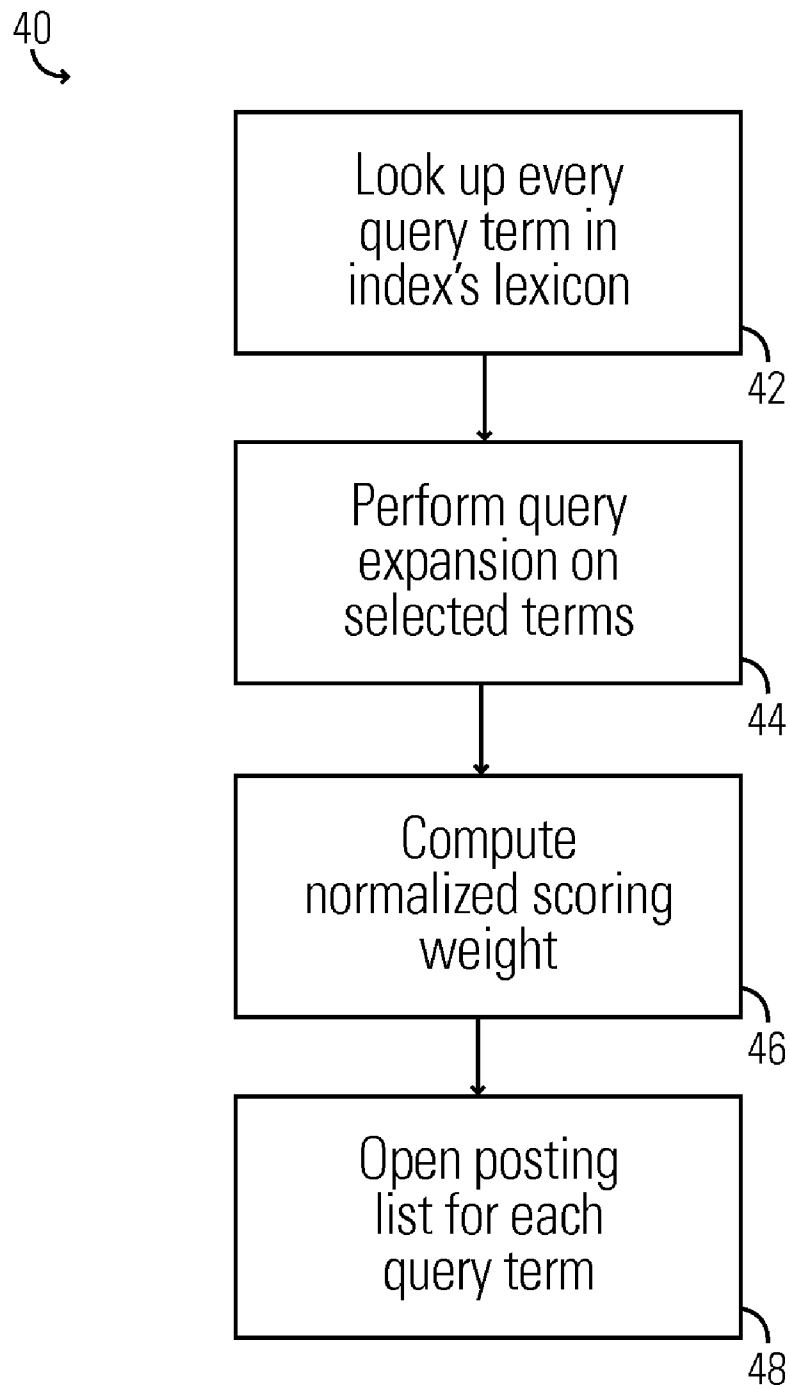 40
Look up every
query term in
index's lexicon
42
Perform query
expansion on
selected terms
44
Compute
normalized scoring
weight
46
Open posting
list for each
query term
48